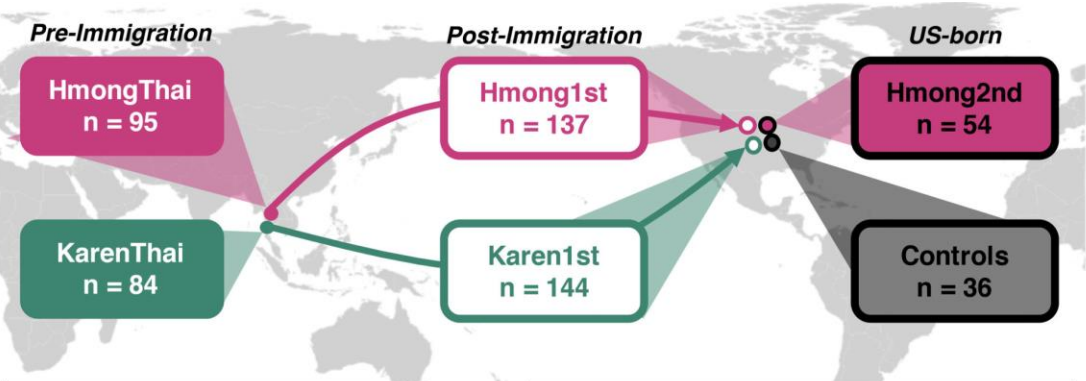 Pre-Immigration
Post-Immigration
US-born
HmongThai
n = 95
Hmong1st
n = 137
Hmong2nd
n = 54
KarenThai
n = 84
Karen1st
n = 144
Controls
n = 36